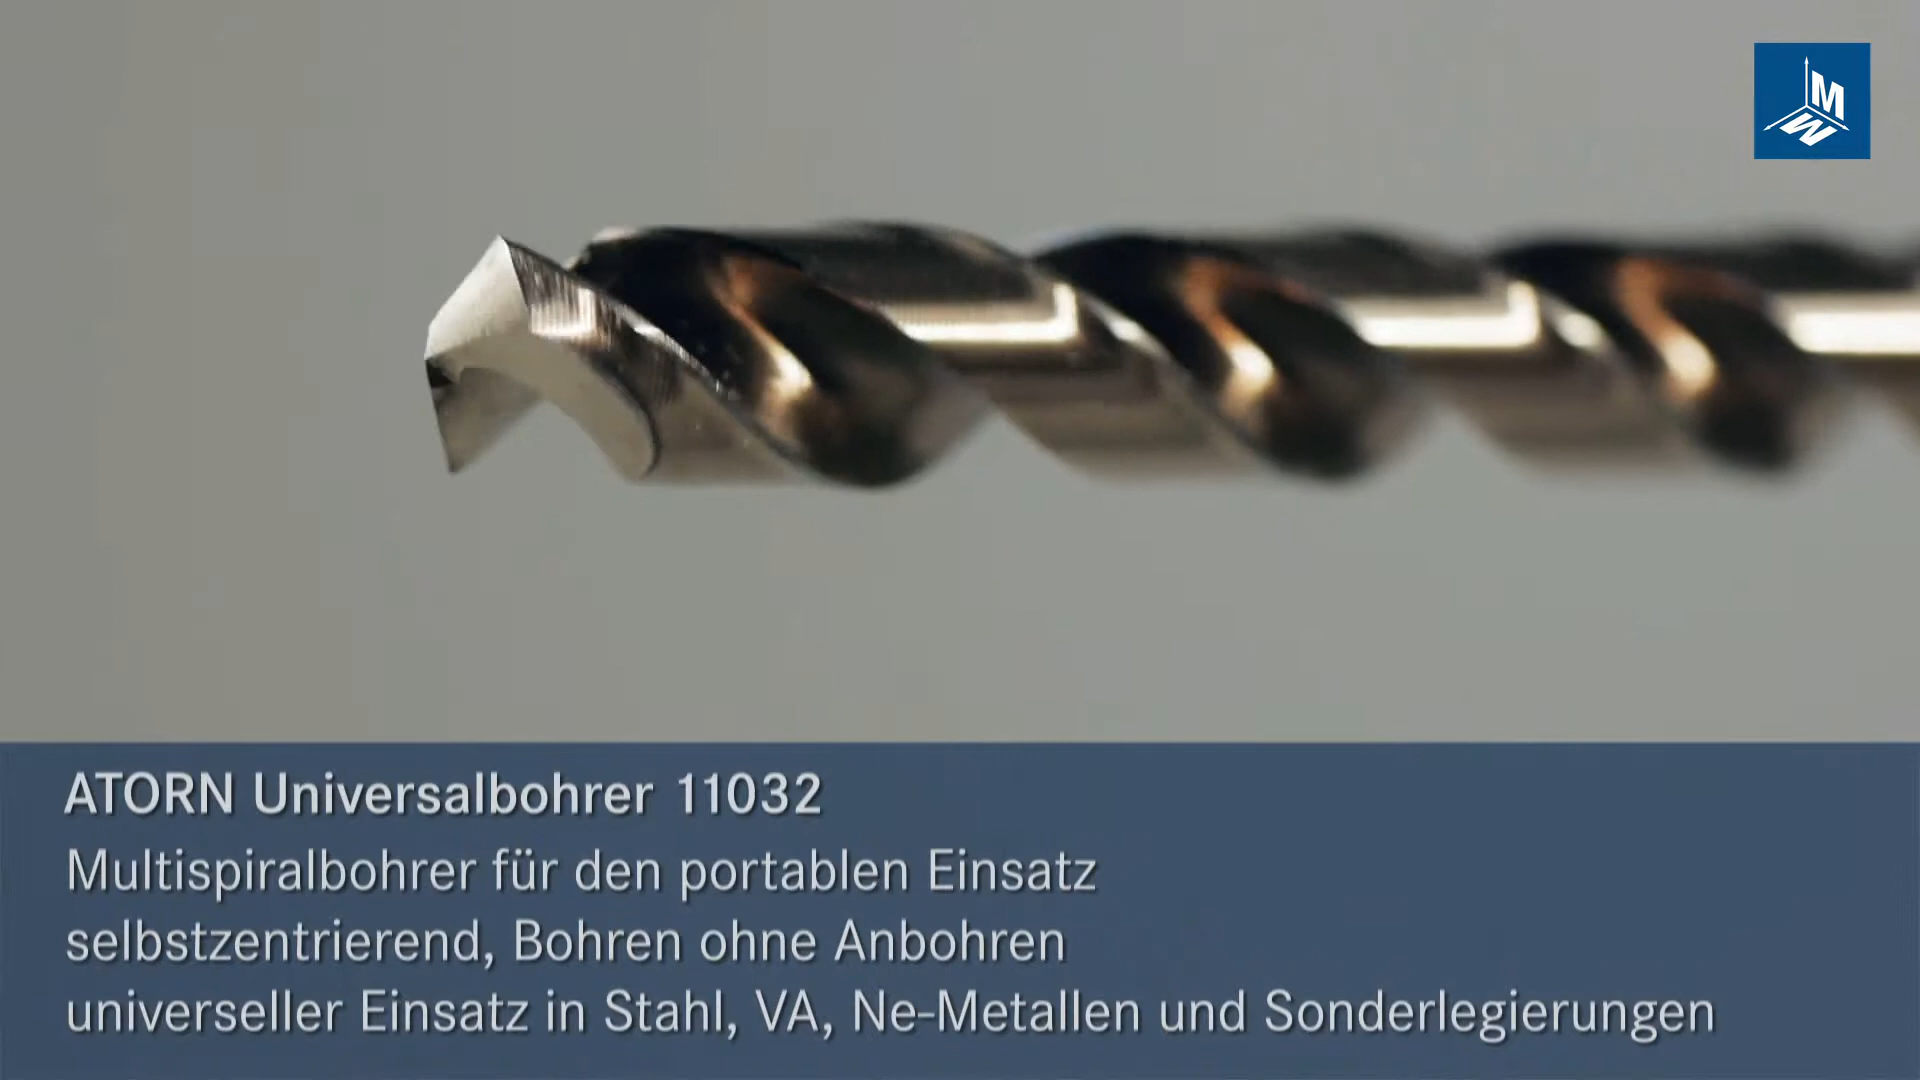 MW
ATORN Universalbohrer 11032
Multispiralbohrer für den portablen Einsatz
selbstzentrierend, Bohren ohne Anbohren
universeller Einsatz in Stahl, VA, Ne-Metallen und Sonderlegierungen